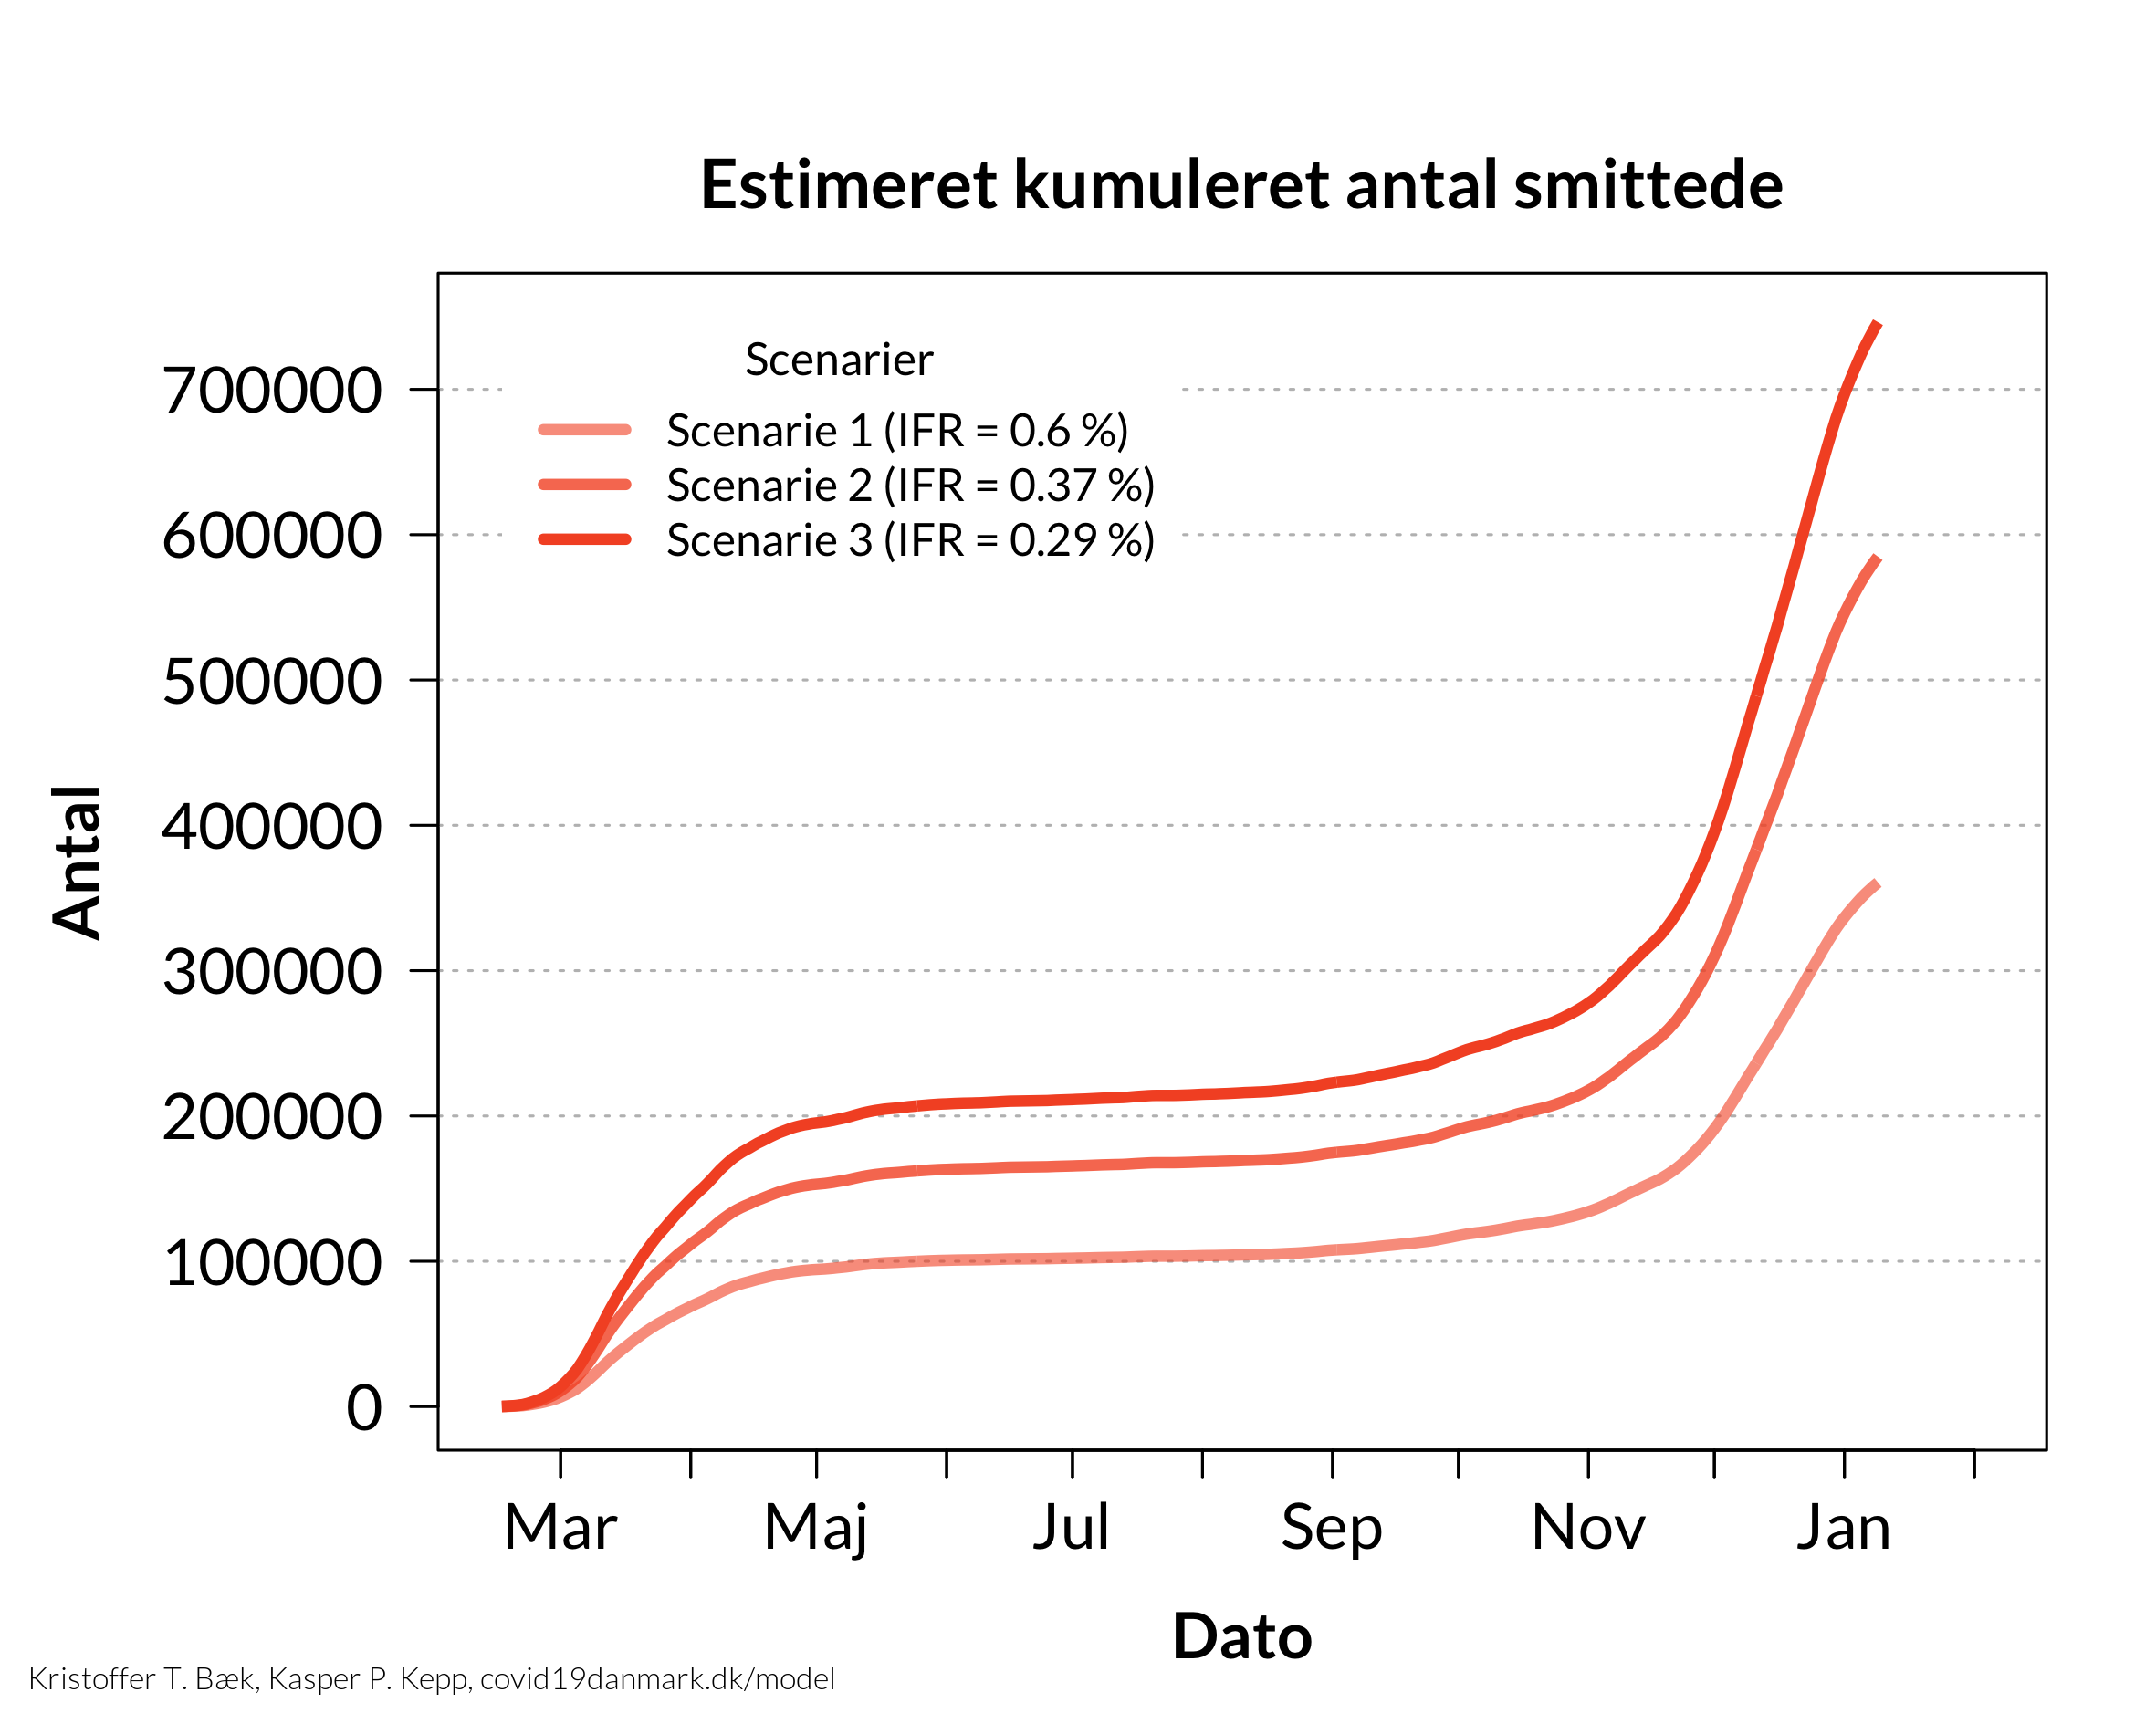 Estimeret kumuleret antal smittede
Scenarier
Scenarie 1 (IFR = 0.6 %)
Scenarie 2 (IFR = 0.37 %)
Scenarie 3 (IFR = 0.29 %)
Antal
700000
600000
500000
400000
300000
200000
100000
0
Mar Maj Jul Sep Nov Jan
Dato
Kristoffer T. Bæk, Kasper P. Kepp, covid19danmark.dk/model